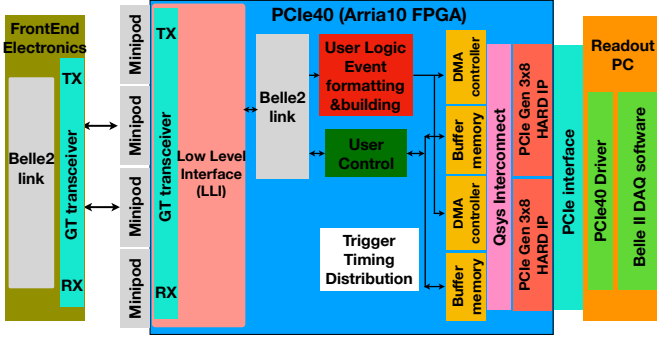 FrontEnd
Electronics
TX
Belle2
link
GT transceiver
RX
Minipod
Minipod
Minipod
Minipod
PCIe40 (Arria10 FPGA)
TX
GT transceiver
RX
Low Level
Interface
(LLI)
Belle2
link
User Logic
Event
formatting
&building
User
Control
Trigger
Timing
Distribution
DMA
controller
Buffer
memory
DMA
controller
Buffer
memory
Qsys Interconnect
PCIe Gen 3x8
HARD IP
PCIe Gen 3x8
HARD IP
PCIe interface
Readout
PC
PCIe40 Driver
Belle II DAQ software